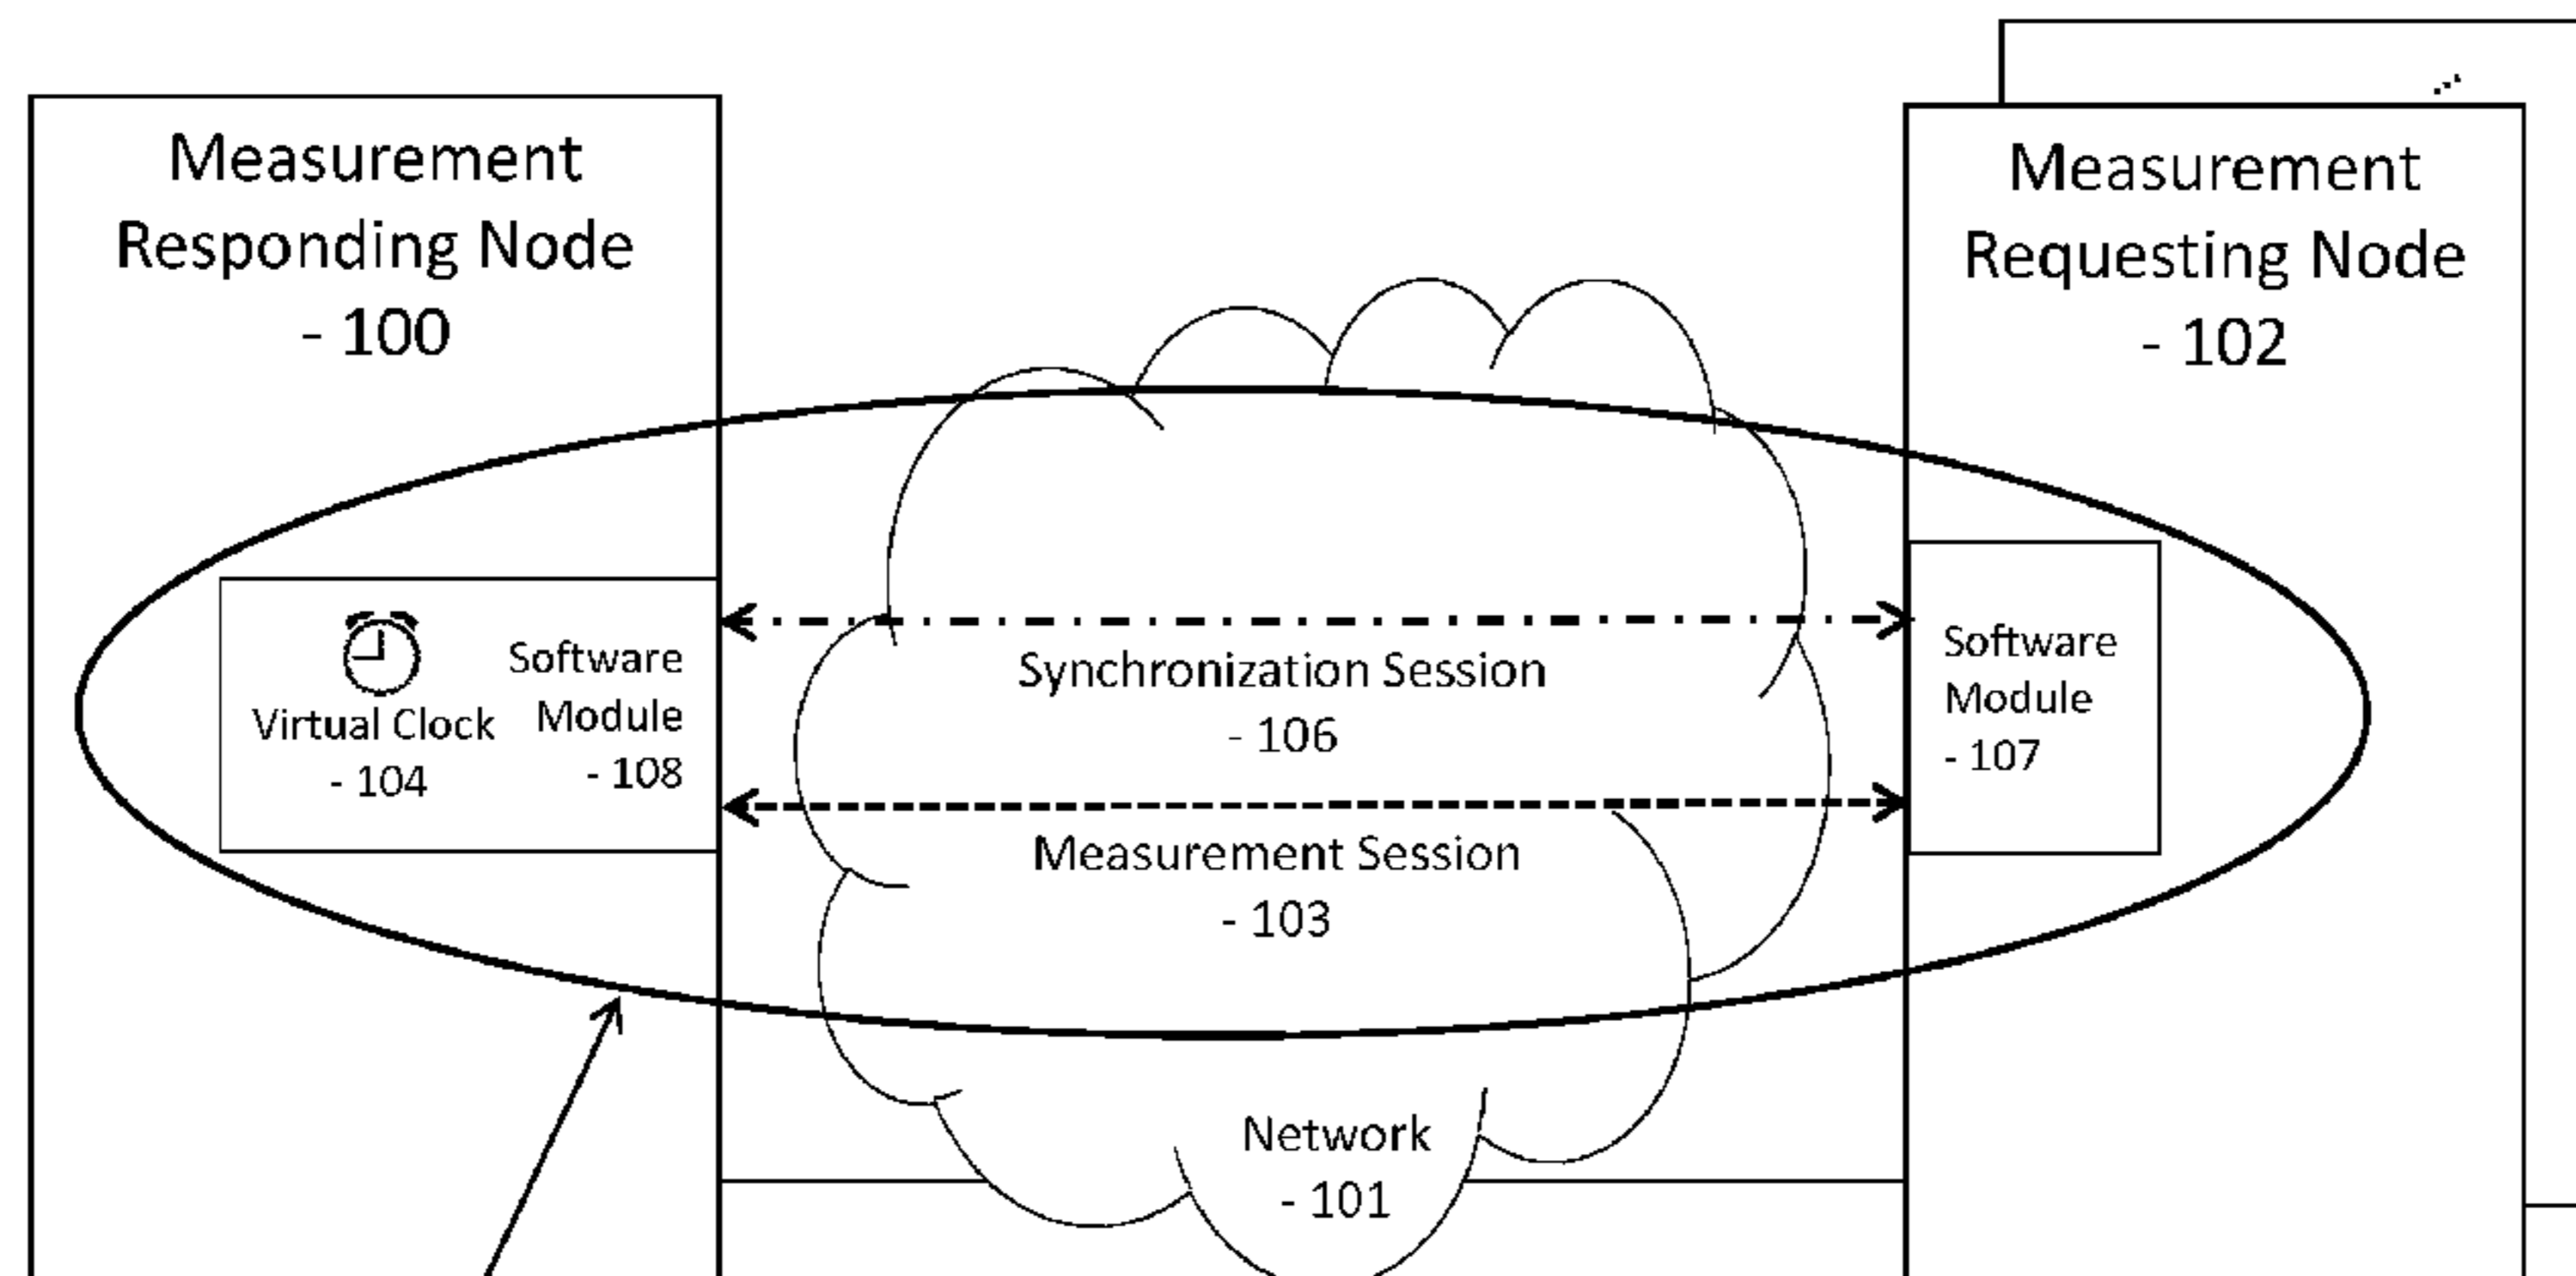 Measurement
Responding Node
- 100
Measurement
Requesting Node
- 102
Virtual Clock
- 104
Software
Module
- 108
Synchronization Session
- 106
Software
Module
- 107
Measurement Session
- 103
Network
- 101